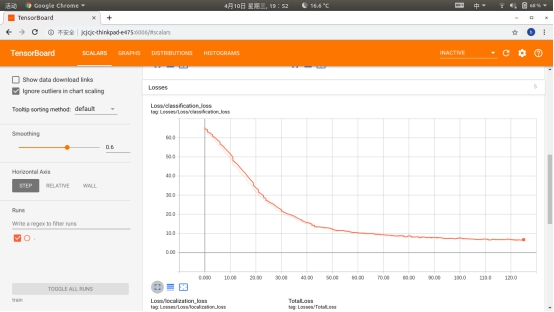 活动 Google Chrome 4月10日 星期三, 19 : 52 16.6 ℃ 中 68 %
TensorBoard
不安全 | jcjcjc-thinkpad-e475:6006/#scalars
TensorBoard SCALARS GRAPHS DISTRIBUTIONS HISTOGRAMS INACTIVE
Show data download links
Ignore outliers in chart scaling
Tooltip sorting method: default
Smoothing
0.6
Horizontal Axis
STEP RELATIVE WALL
Runs
Write a regex to filter runs
.
TOGGLE ALL RUNS
train
Losses 5
Loss/classification_loss
tag: Losses/Loss/classification_loss
60.0
50.0
40.0
30.0
20.0
10.0
0.00
0.000 10.00 20.00 30.00 40.00 50.00 60.00 70.00 80.00 90.00 100.0 110.0 120.0
Loss/localization_loss TotalLoss
tag: Losses/Loss/localization_loss tag: Losses/TotalLoss